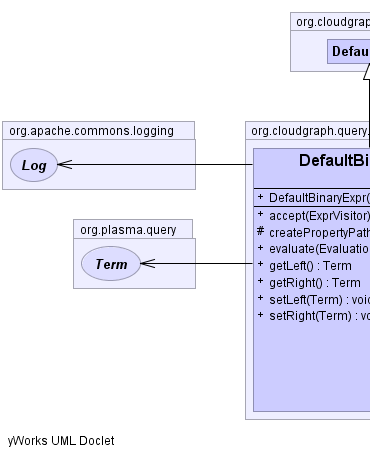 org.cloudgrap
Defau
org.apache.commons.logging
Log
org.cloudgraph.query.
DefaultBi
+ DefaultBinaryExpr(
+ accept(ExprVisitor)
# createPropertyPath
+ evaluate(Evaluatio
+ getLeft() : Term
+ getRight() : Term
+ setLeft(Term) : void
+ setRight(Term) : vo
org.plasma.query
Term
yWorks UML Doclet